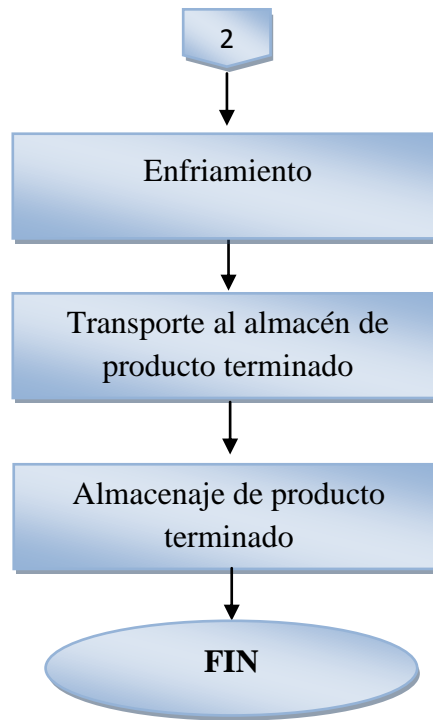 2
Enfriamiento
Transporte al almacén de
producto terminado
Almacenaje de producto
terminado
FIN